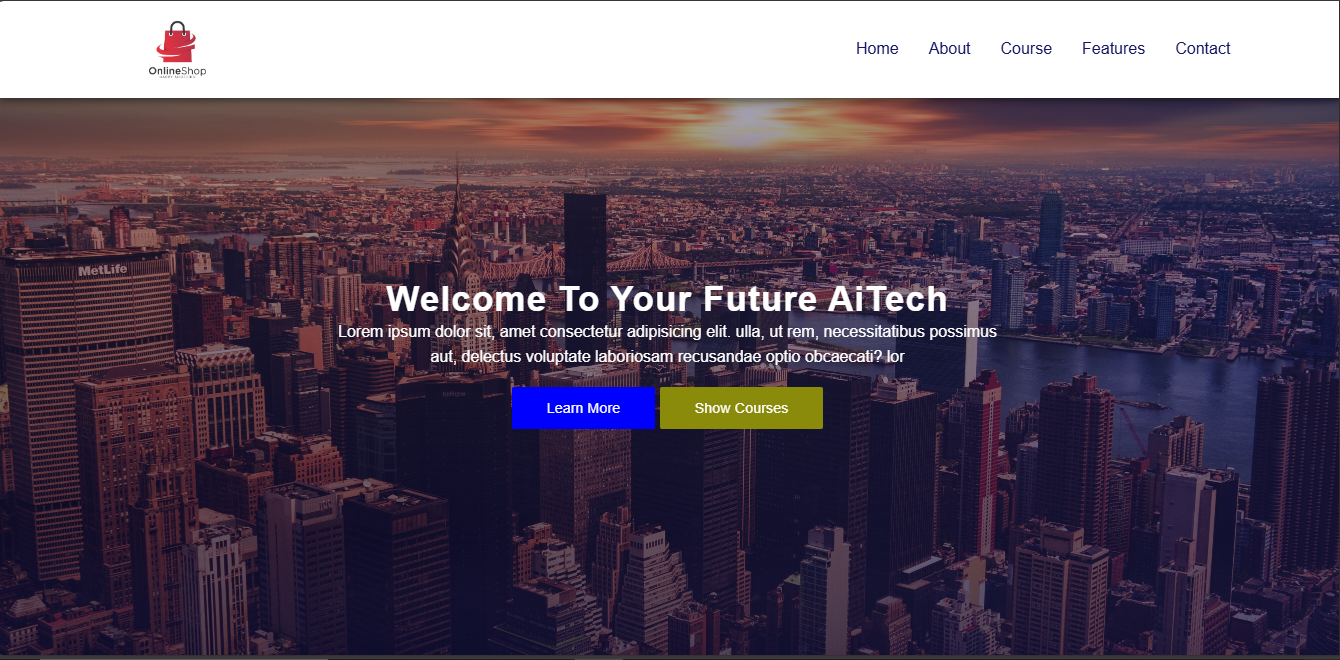 OnlineShop
Home
About
Course
Features
Contact
MetLife
Welcome To Your Future AiTech
Lorem ipsum dolor sit, amet consectetur adipisicing elit. ulla, ut rem, necessitatibus possimus
aut, delectus voluptate laboriosam recusandae optio obcaecati? lor
Learn More
Show Courses